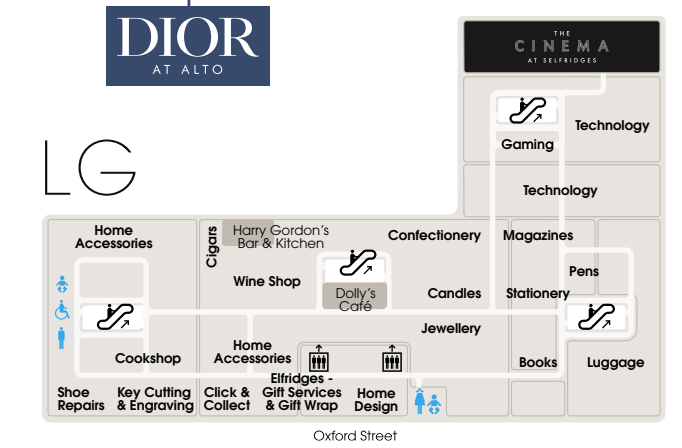 DIOR
AT ALTO
THE
CINEMA
AT SELFRIDGES
Technology
Gaming
LG
Technology
Home
Accessories
Cigars
Harry Gordon's
Bar & Kitchen
Confectionery
Magazines
Wine Shop
Pens
Dolly's
Café
Candles
Stationery
Jewellery
Cookshop
Home
Accessories
Books
Luggage
Shoe
Repairs
Key Cutting
& Engraving
Click &
Collect
Elfridges -
Gift Services
& Gift Wrap
Home
Design
Oxford Street